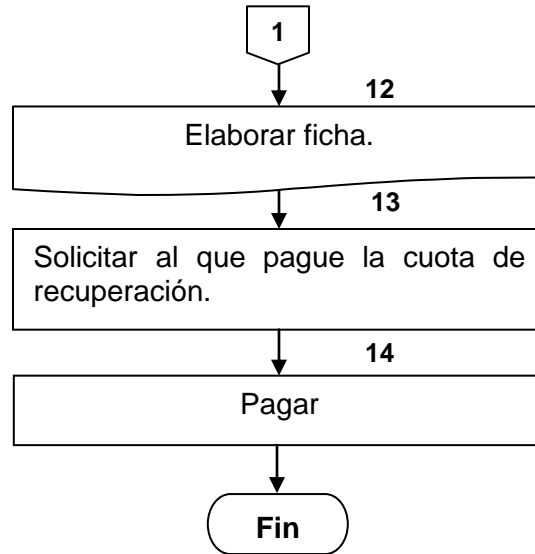 1
12
Elaborar ficha.
13
Solicitar al que pague la cuota de
recuperación.
14
Pagar
Fin